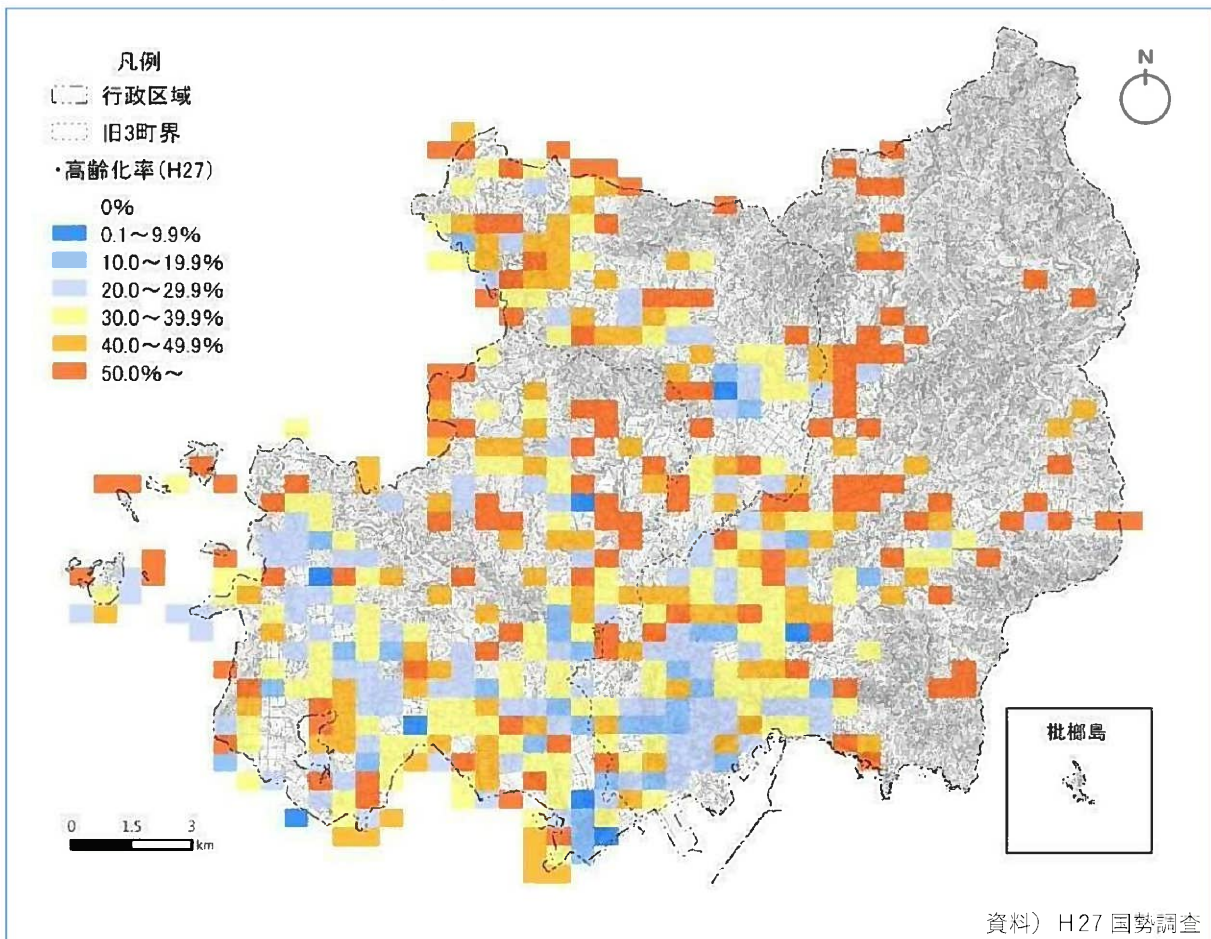 凡例
行政区域
旧3町界
・高齢化率(H27)
0%
0.1～9.9%
10.0～19.9%
20.0～29.9%
30.0～39.9%
40.0～49.9%
50.0%～
N
枇榔島
0 1.5 3
km
資料） H27 国勢調査